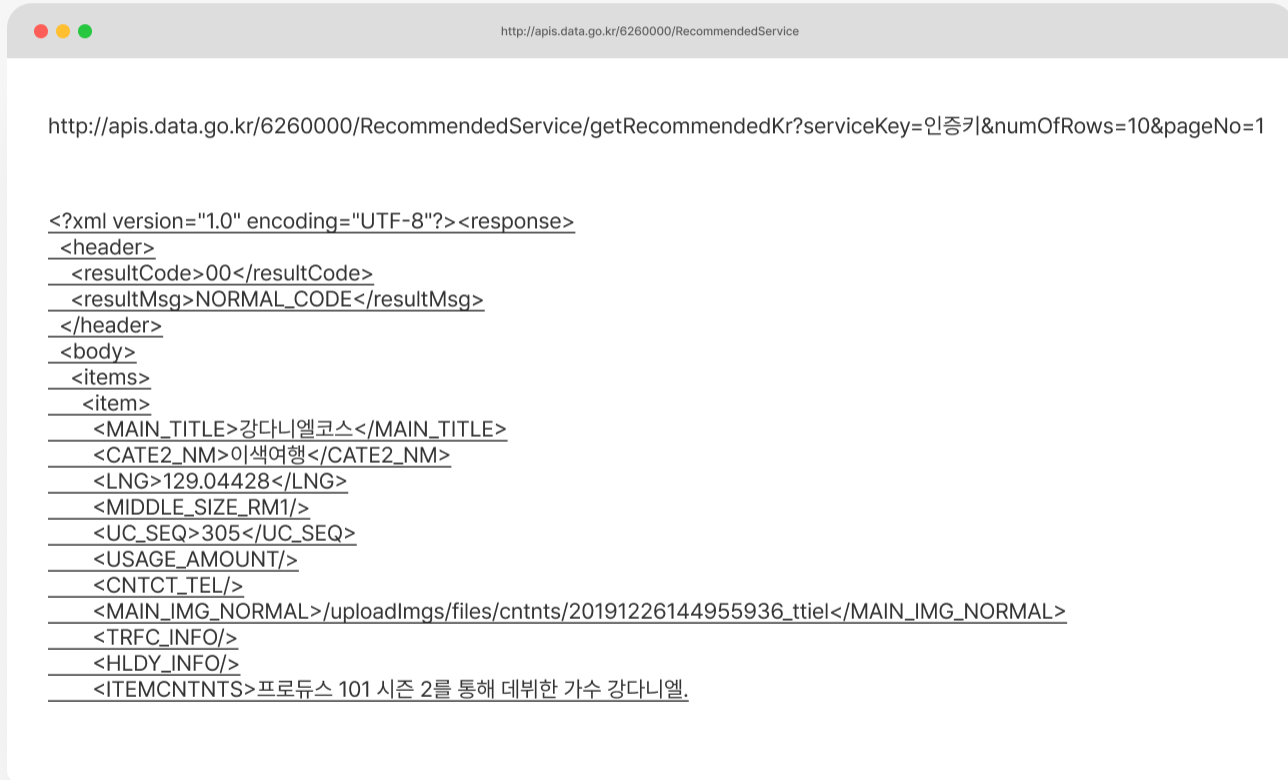 http://apis.data.go.kr/6260000/RecommendedService
http://apis.data.go.kr/6260000/RecommendedService/getRecommendedKr?serviceKey=인증키&numOfRows=10&pageNo=1
<?xml version="1.0" encoding="UTF-8"?><response>
  <header>
    <resultCode>00</resultCode>
    <resultMsg>NORMAL_CODE</resultMsg>
  </header>
  <body>
    <items>
      <item>
        <MAIN_TITLE>강다니엘코스</MAIN_TITLE>
        <CATE2_NM>이색여행</CATE2_NM>
        <LNG>129.04428</LNG>
        <MIDDLE_SIZE_RM1/>
        <UC_SEQ>305</UC_SEQ>
        <USAGE_AMOUNT/>
        <CNTCT_TEL/>
        <MAIN_IMG_NORMAL>/uploadImgs/files/cntnts/20191226144955936_ttiel</MAIN_IMG_NORMAL>
        <TRFC_INFO/>
        <HLDY_INFO/>
        <ITEMCNTNTS>프로듀스 101 시즌 2를 통해 데뷔한 가수 강다니엘.